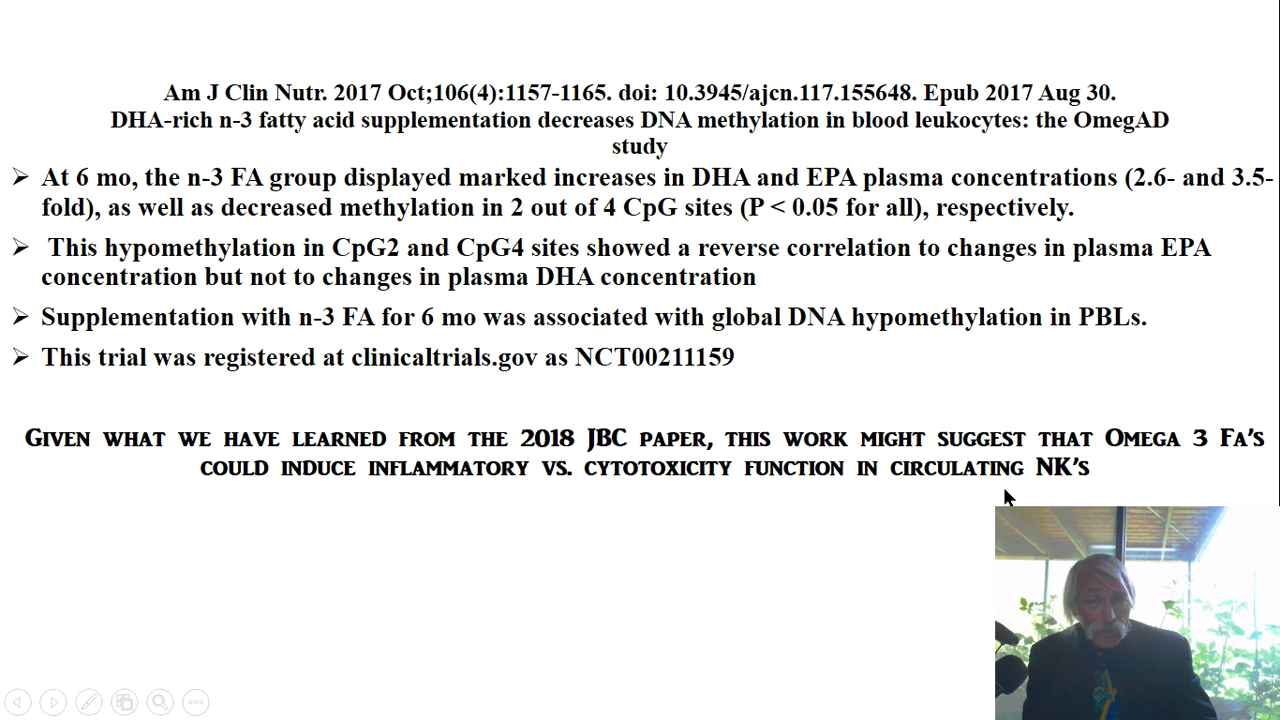 Am J Clin Nutr. 2017 Oct;106(4):1157-1165. doi: 10.3945/ajcn.117.155648. Epub 2017 Aug 30.
DHA-rich n-3 fatty acid supplementation decreases DNA methylation in blood leukocytes: the OmegAD
study
➢ At 6 mo, the n-3 FA group displayed marked increases in DHA and EPA plasma concentrations (2.6- and 3.5-
fold), as well as decreased methylation in 2 out of 4 CpG sites (P < 0.05 for all), respectively.
➢ This hypomethylation in CpG2 and CpG4 sites showed a reverse correlation to changes in plasma EPA
concentration but not to changes in plasma DHA concentration
➢ Supplementation with n-3 FA for 6 mo was associated with global DNA hypomethylation in PBLs.
➢ This trial was registered at clinicaltrials.gov as NCT00211159
Given what we have learned from the 2018 JBC paper, this work might suggest that Omega 3 Fa's
could induce inflammatory vs. cytotoxicity function in circulating NK's